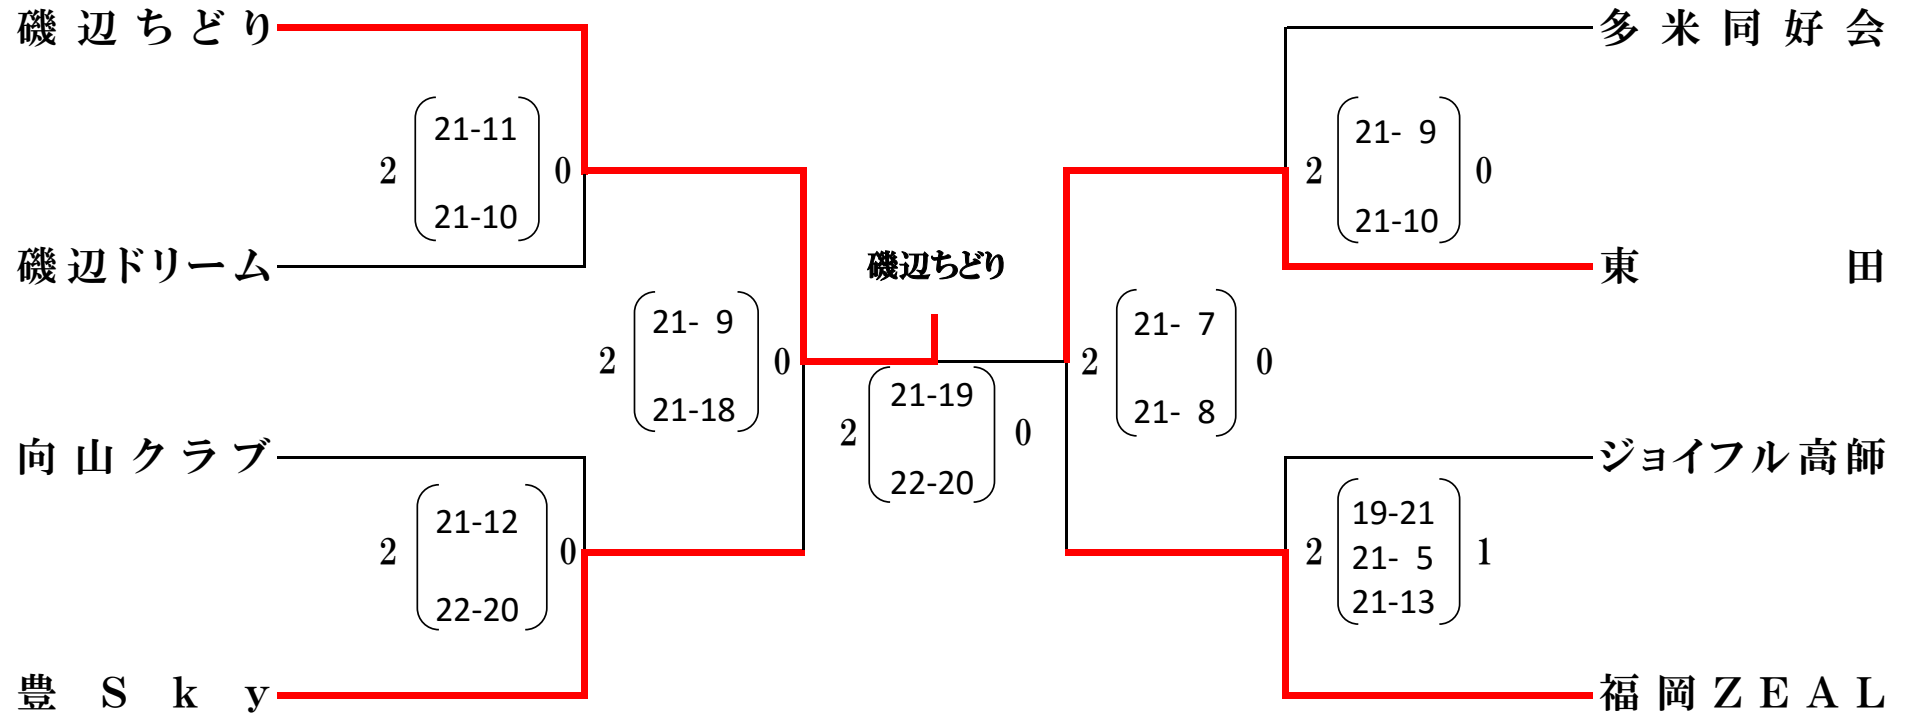 磯辺ちどり
多米同好会
21-11
2 0
21-10
21- 9
2 0
21-10
磯辺ドリーム
磯辺ちどり
東田
21- 9
2 0
21-18
21- 7
2 0
21- 8
21-19
2 0
22-20
向山クラブ
ジョイフル高師
21-12
2 0
22-20
19-21
2 21- 5 1
21-13
豊Sky
福岡ZEAL